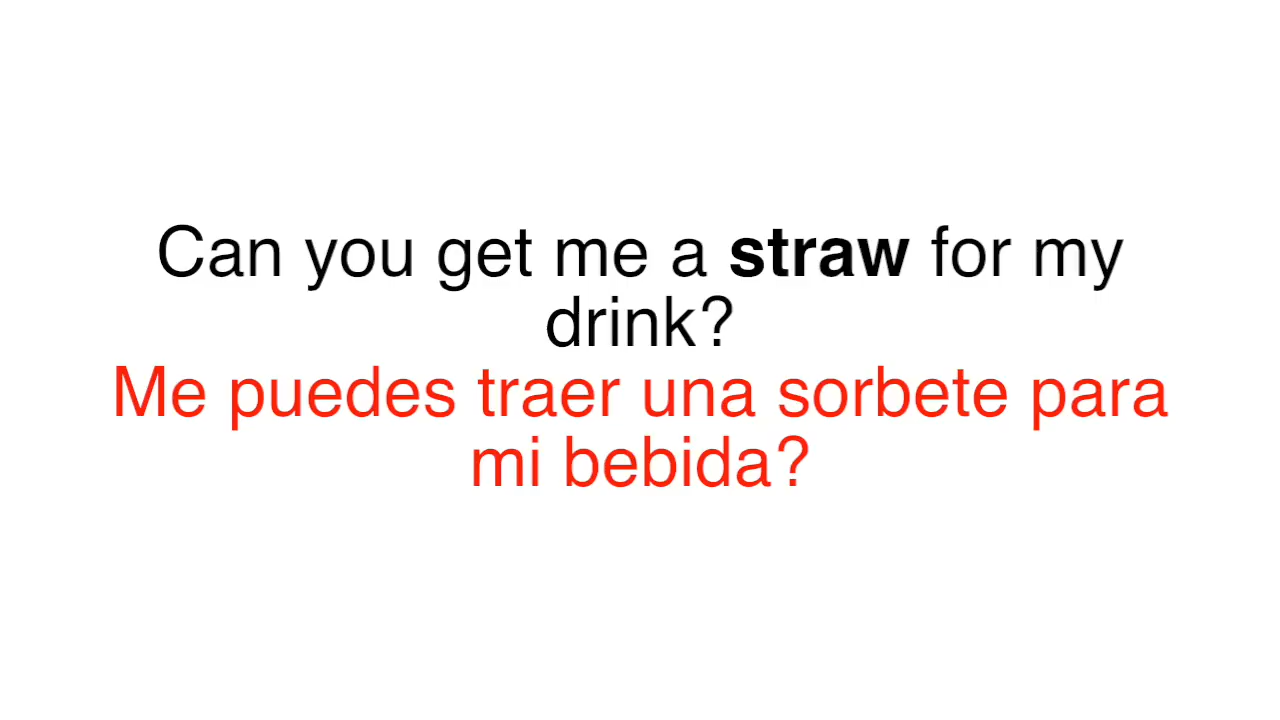 Can you get me a straw for my
drink?
Me puedes traer una sorbete para
mi bebida?